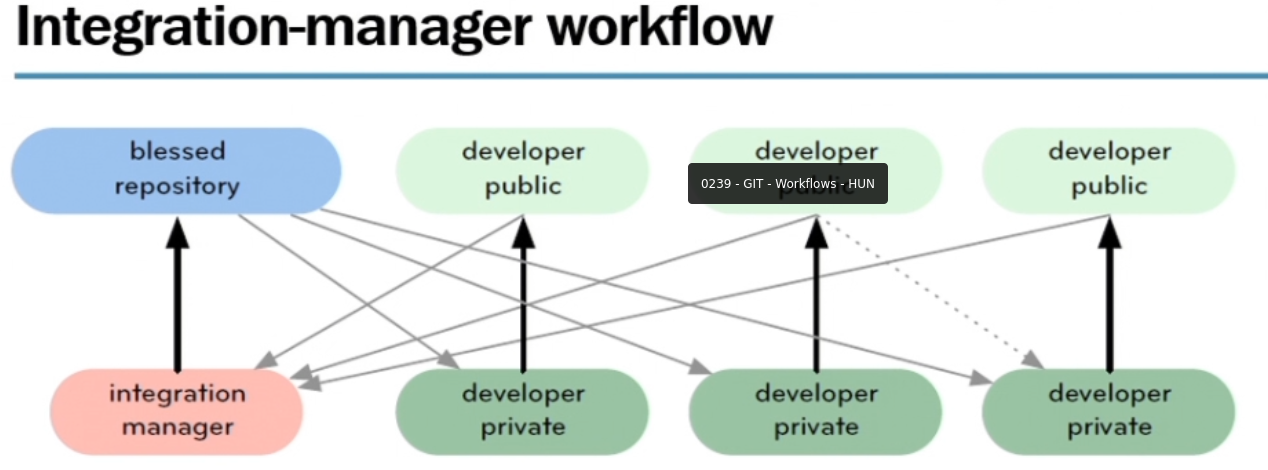 Integration-manager workflow
blessed
repository
developer
public
developer
public
developer
public
0239 - GIT - Workflows - HUN
integration
manager
developer
private
developer
private
developer
private